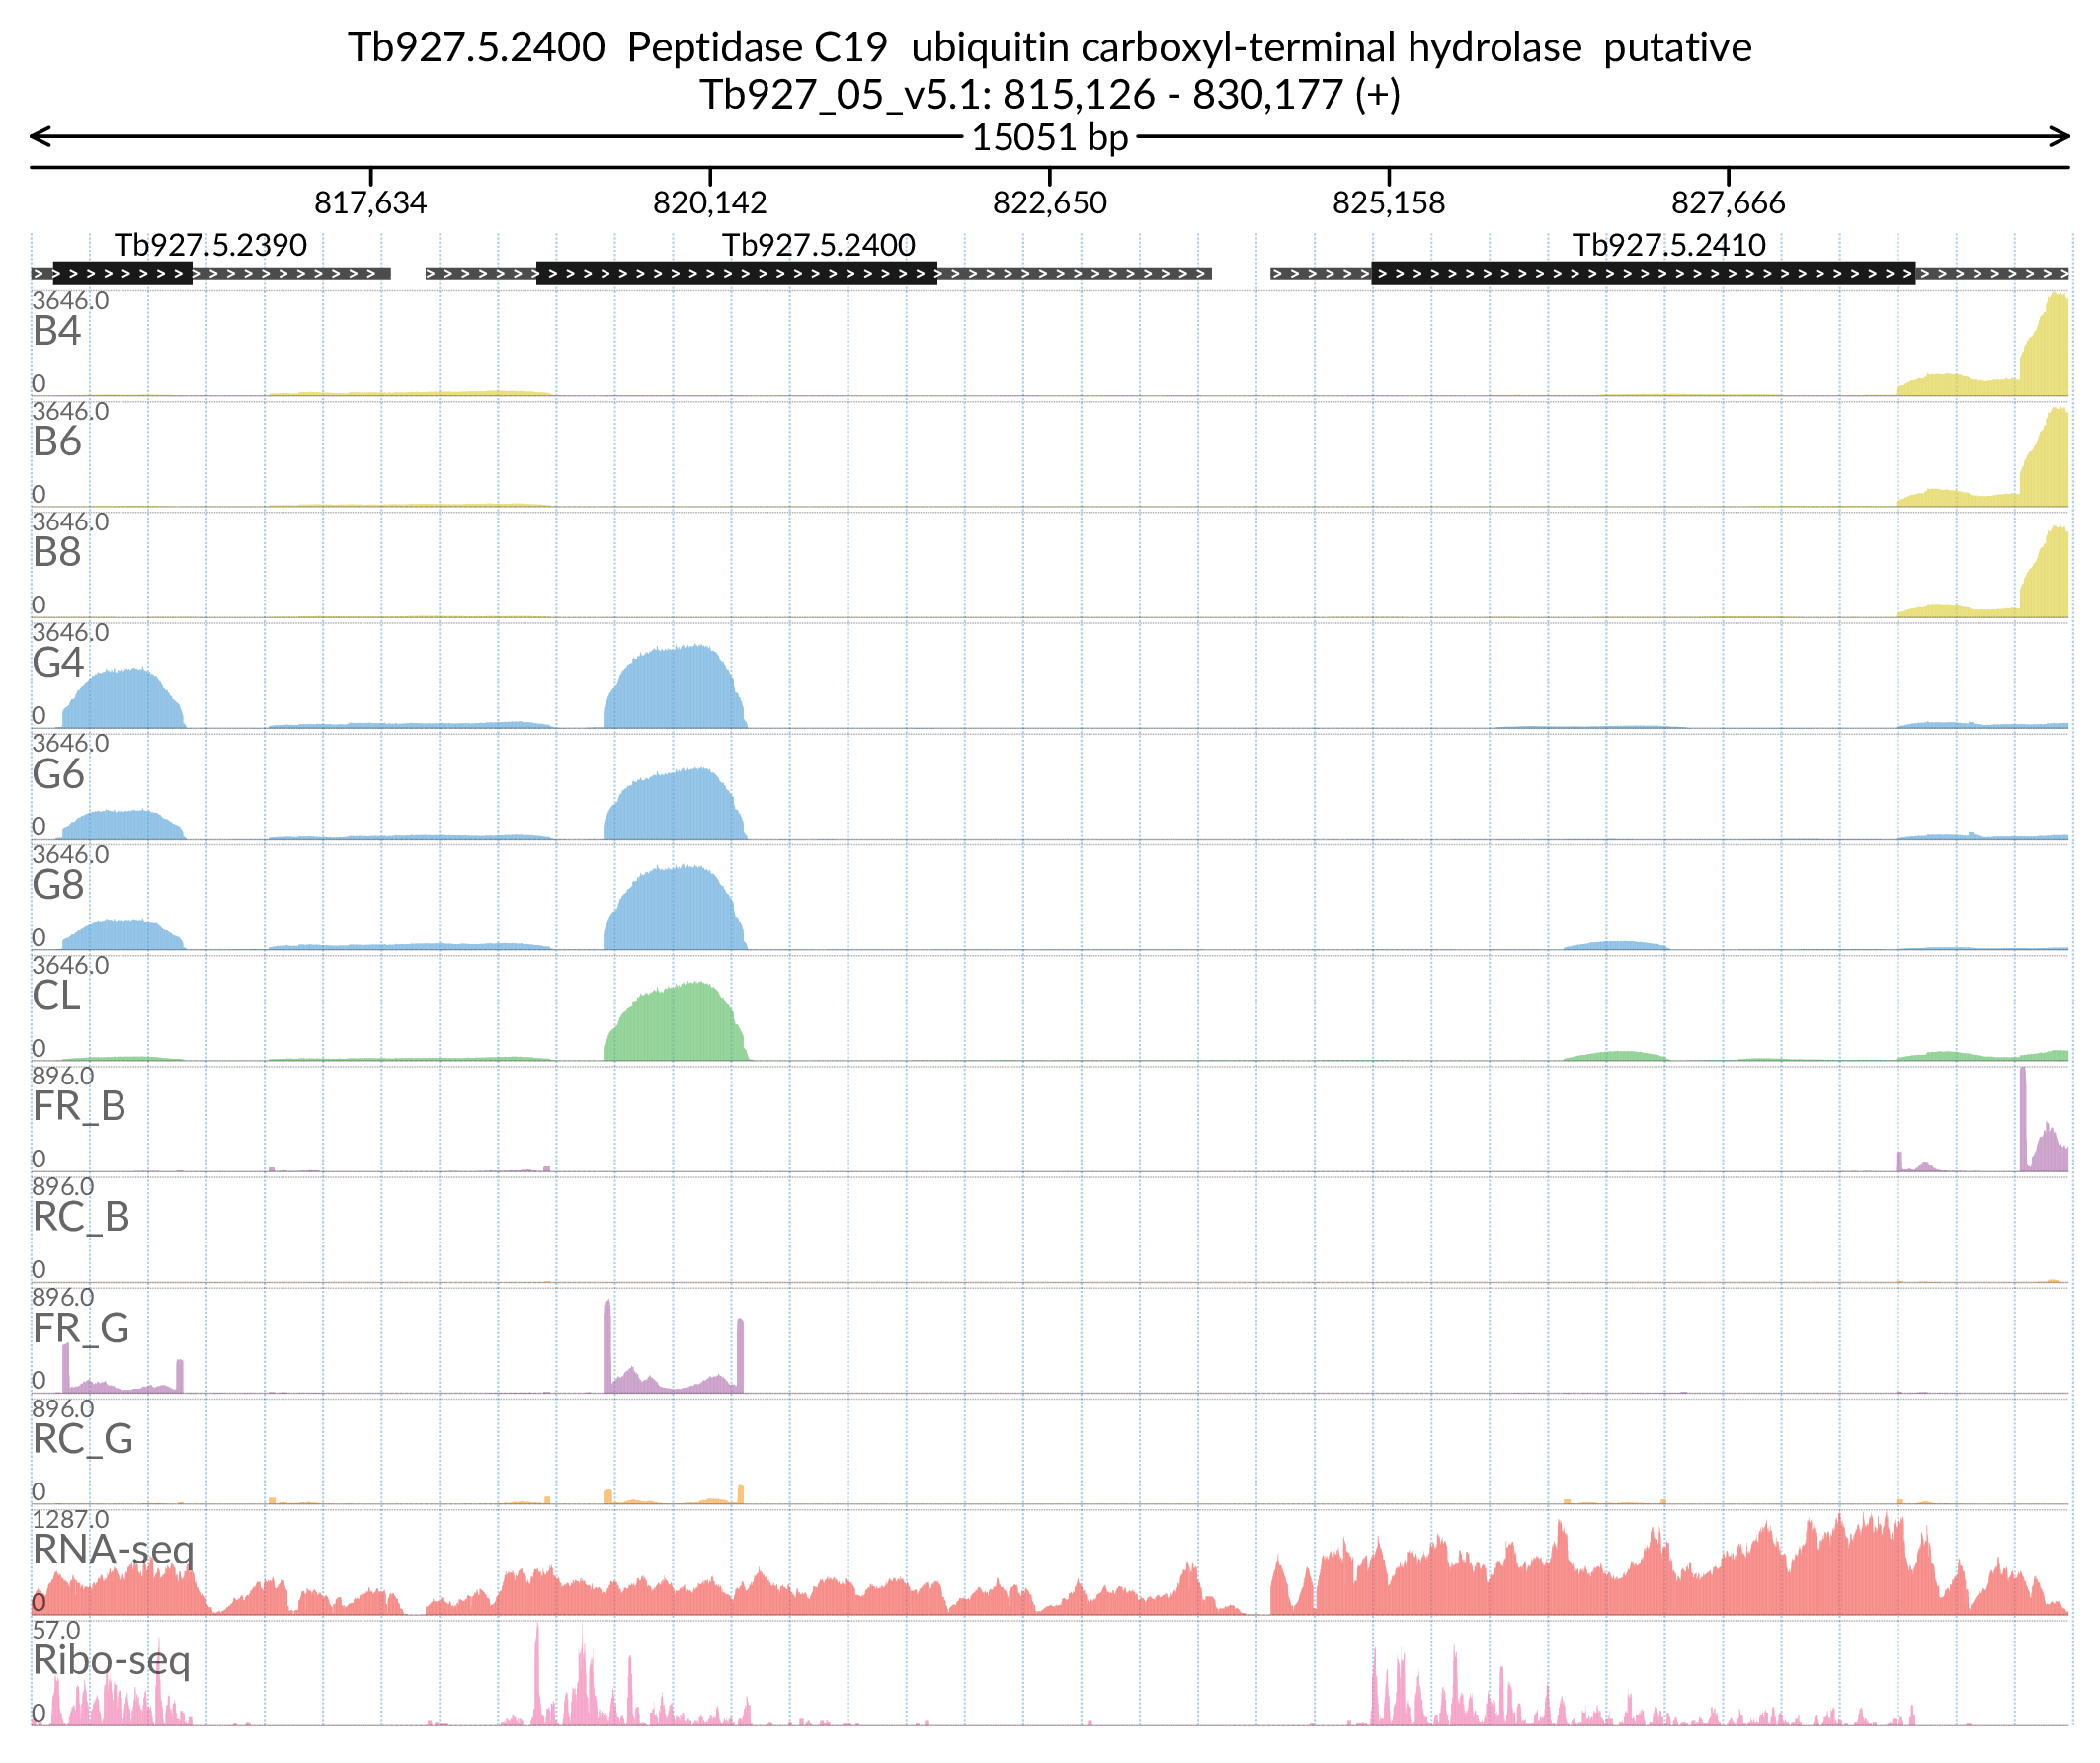 Tb927.5.2400  Peptidase C19  ubiquitin carboxyl-terminal hydrolase  putative
Tb927_05_v5.1: 815,126 - 830,177 (+)
15051 bp
817,634 820,142 822,650 825,158 827,666
Tb927.5.2390 Tb927.5.2400 Tb927.5.2410
3646.0
B4
0
3646.0
B6
0
3646.0
B8
0
3646.0
G4
0
3646.0
G6
0
3646.0
G8
0
3646.0
CL
0
896.0
FR_B
0
896.0
RC_B
0
896.0
FR_G
0
896.0
RC_G
0
1287.0
RNA-seq
0
57.0
Ribo-seq
0